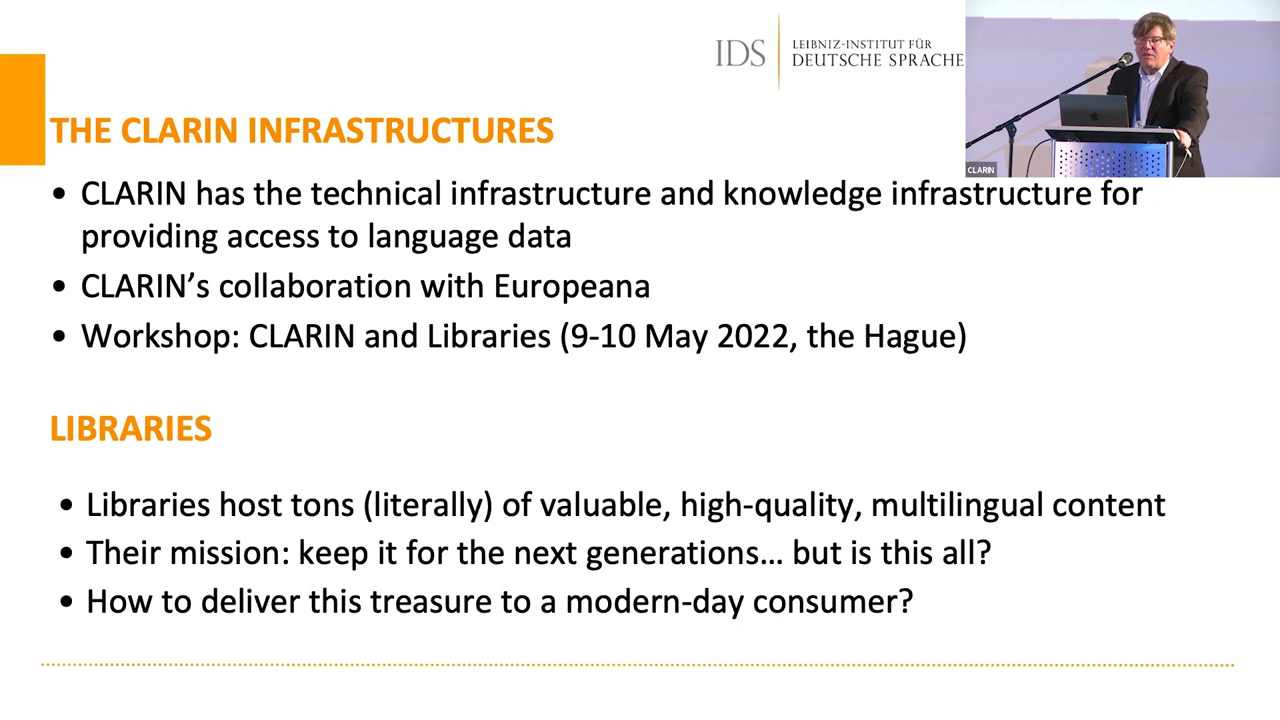 IDS
LEIBNIZ-INSTITUT FÜR
DEUTSCHE SPRACHE
CLARIN
THE CLARIN INFRASTRUCTURES
• CLARIN has the technical infrastructure and knowledge infrastructure for
providing access to language data
• CLARIN’s collaboration with Europeana
• Workshop: CLARIN and Libraries (9-10 May 2022, the Hague)
LIBRARIES
• Libraries host tons (literally) of valuable, high-quality, multilingual content
• Their mission: keep it for the next generations… but is this all?
• How to deliver this treasure to a modern-day consumer?